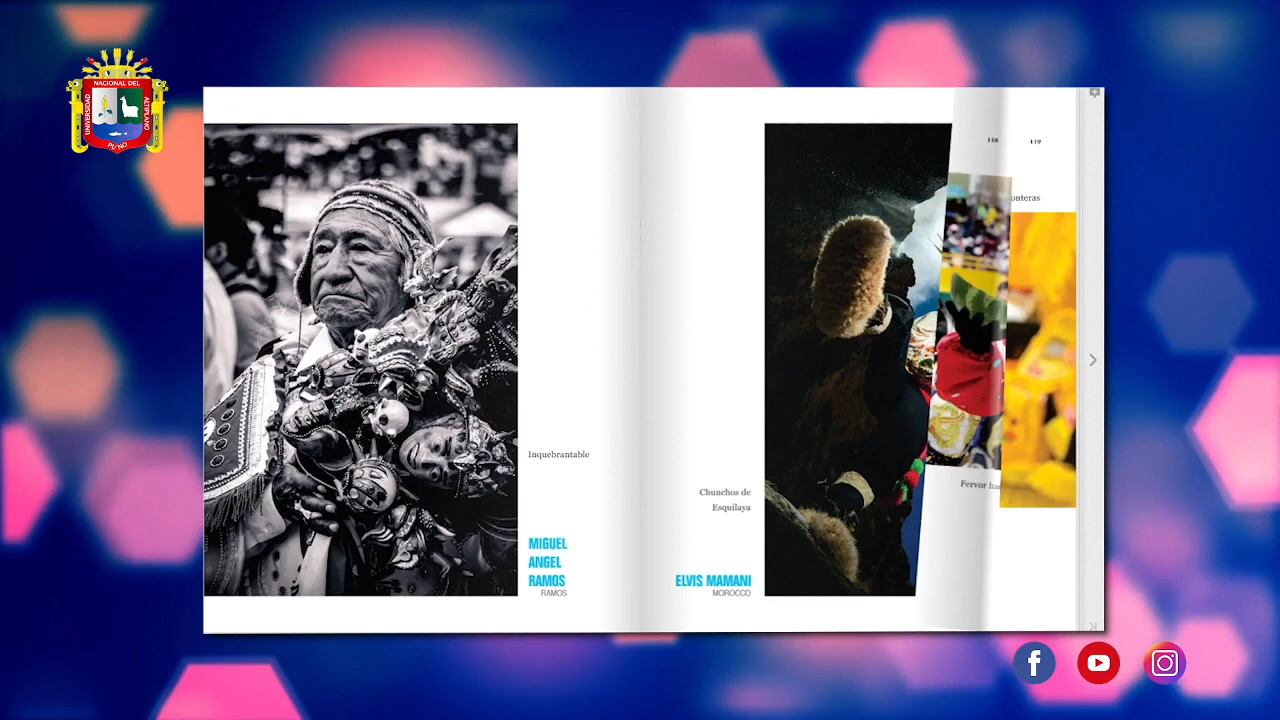 NACIONAL DEL
UNIVERSIDAD
ALTIPLANO
PUNO
Inquebrantable
MIGUEL
ANGEL
RAMOS
RAMOS
Chunchos de
Esquilaya
ELVIS MAMANI
MOROCCO
118
119
onteras
Fervor ha